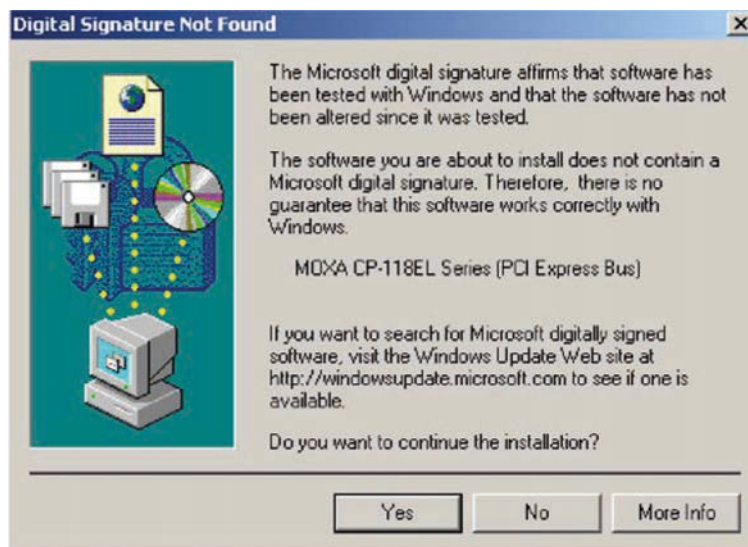 Digital Signature Not Found
The Microsoft digital signature affirms that software has
been tested with Windows and that the software has not
been altered since it was tested.
The software you are about to install does not contain a
Microsoft digital signature. Therefore, there is no
guarantee that this software works correctly with
Windows.
MOXA CP-118EL Series (PCI Express Bus)
If you want to search for Microsoft digitally signed
software, visit the Windows Update Web site at
http://windowsupdate.microsoft.com to see if one is
available.
Do you want to continue the installation?
Yes No More Info